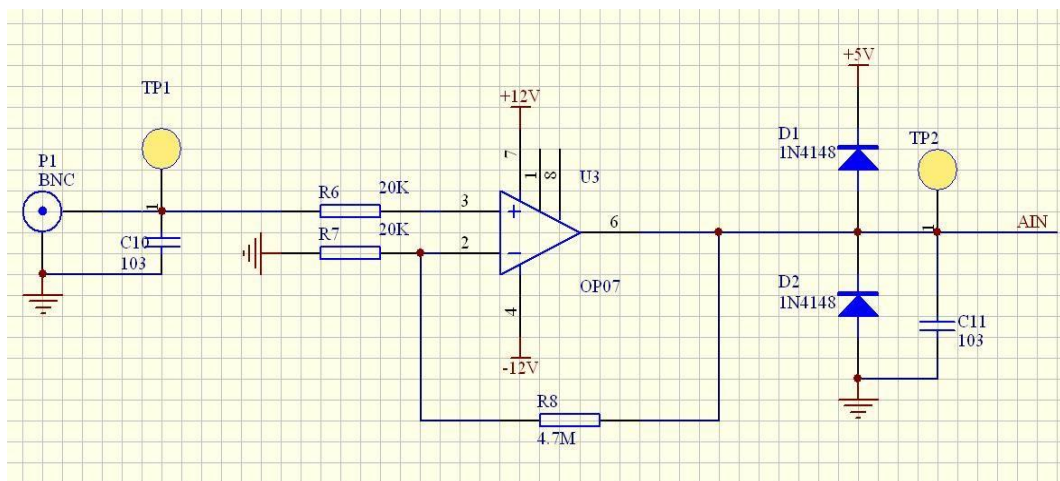 TP1
P1
BNC
1
C10
103
R6
20K
R7
20K
+12V
7
1
8
U3
3
2
6
OP07
4
-12V
R8
4.7M
+5V
D1
1N4148
TP2
1
AIN
D2
1N4148
C11
103